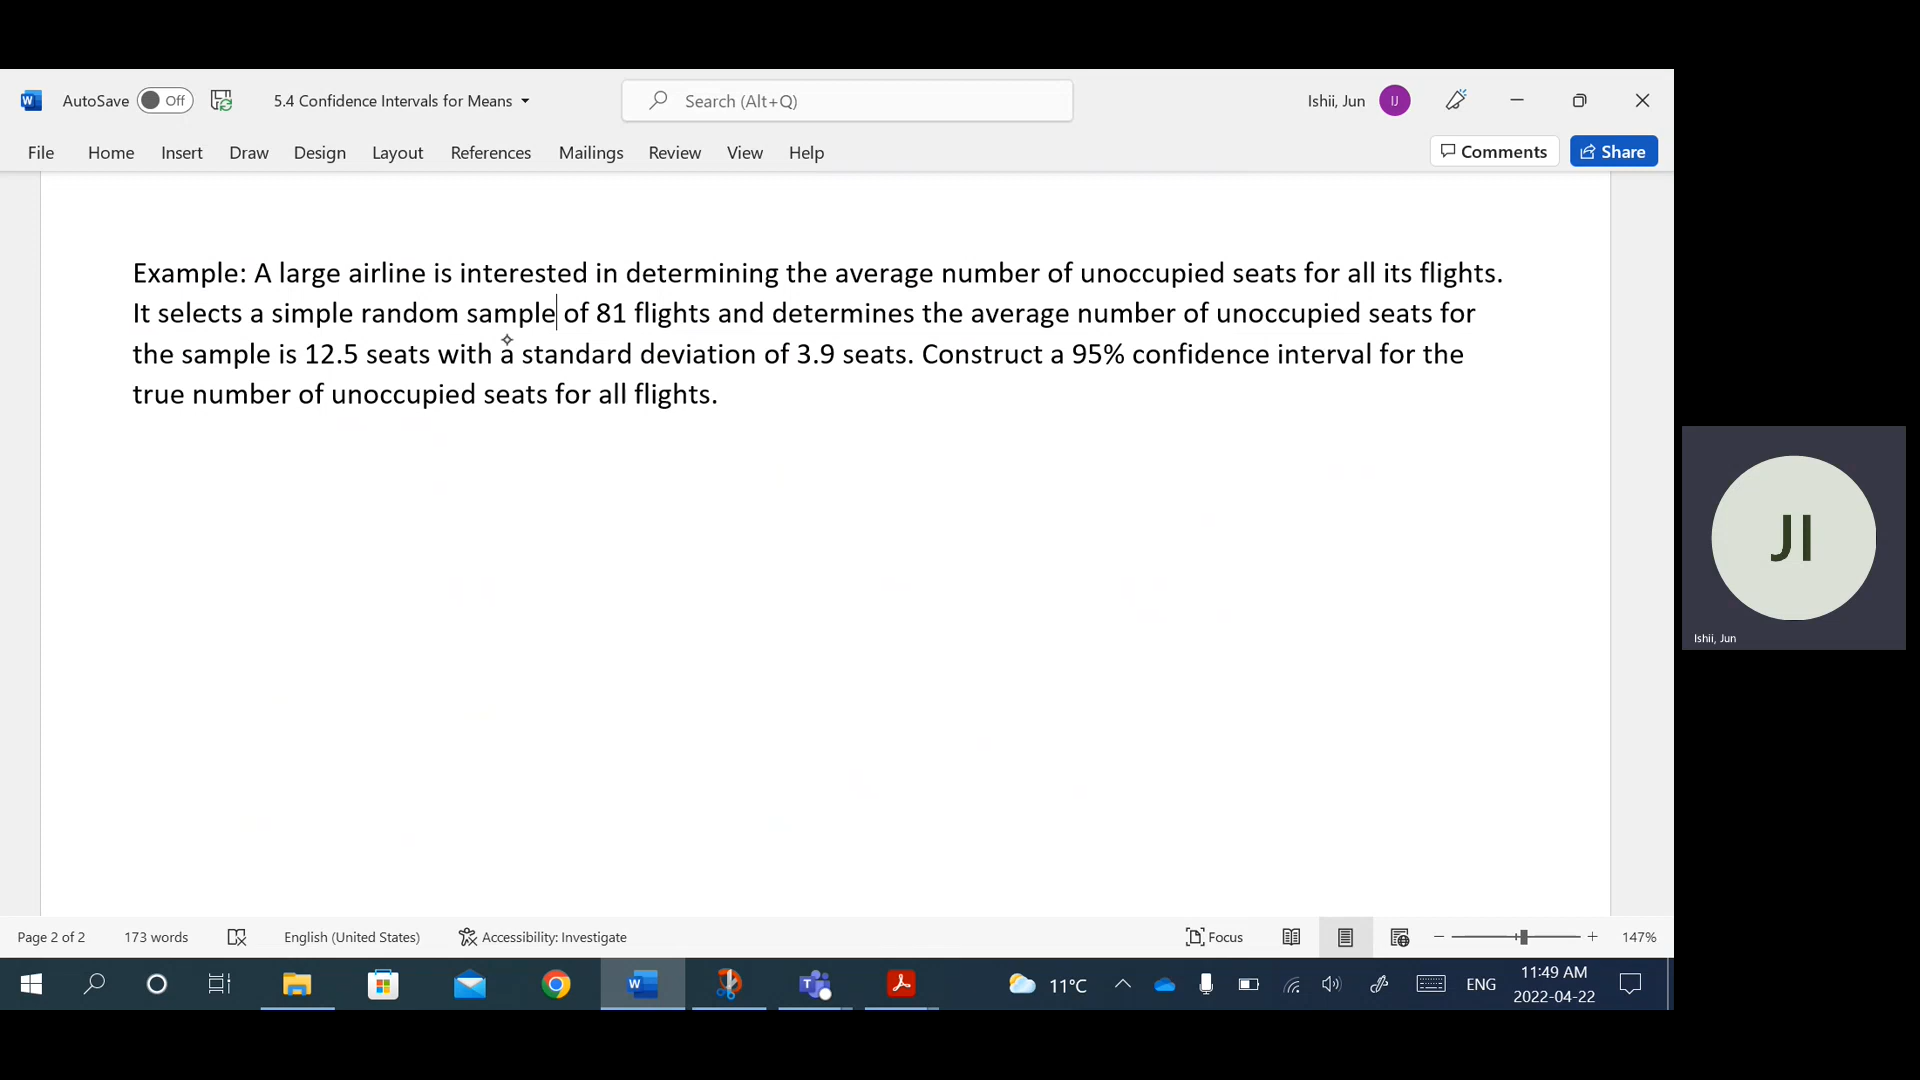 AutoSave Off 5.4 Confidence Intervals for Means Search (Alt+Q) Ishii, Jun IJ
File Home Insert Draw Design Layout References Mailings Review View Help Comments Share
Example: A large airline is interested in determining the average number of unoccupied seats for all its flights.
It selects a simple random sample of 81 flights and determines the average number of unoccupied seats for
the sample is 12.5 seats with a standard deviation of 3.9 seats. Construct a 95% confidence interval for the
true number of unoccupied seats for all flights.
JI
Ishii, Jun
Page 2 of 2 173 words English (United States) Accessibility: Investigate Focus 147%
11°C ENG 11:49 AM
2022-04-22